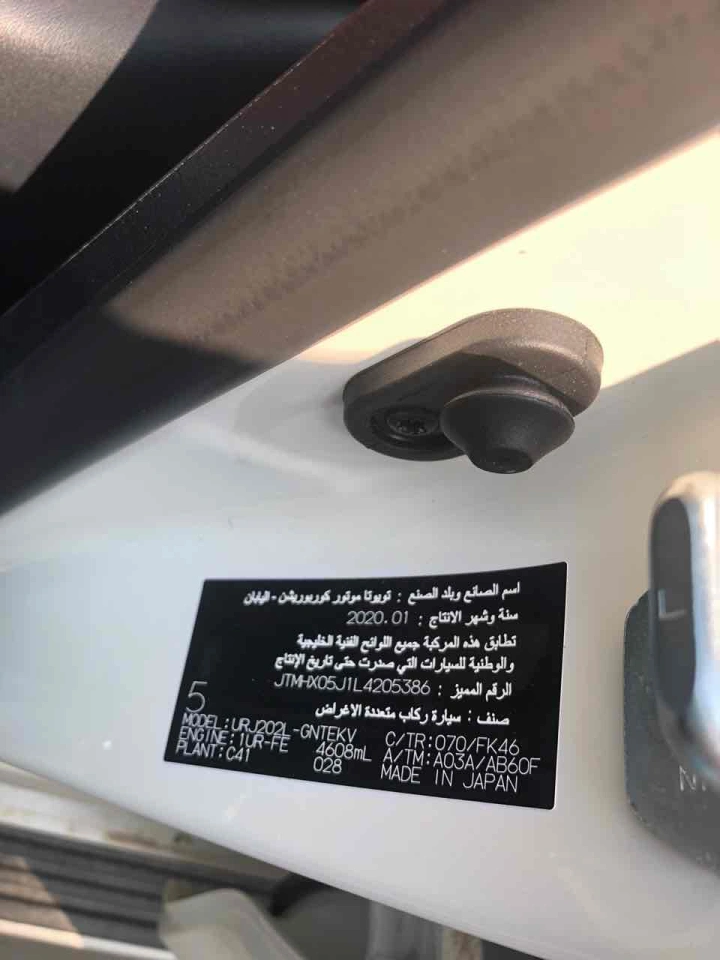 اسم الصانع وبلد الصنع : تويوتا موتور كوربوريشن - اليابان
سنة وشهر الانتاج : 2020.01
تطابق هذه المركبة جميع اللوائح الفنية الخليجية
والوطنية للسيارات التي صدرت حتى تاريخ الإنتاج
الرقم المميز : JTMHX05J1L4205386
صنف : سيارة ركاب متعددة الاغراض
5
MODEL:URJ202L-GNTEKV C/TR:070/FK46
ENGINE:1UR-FE 4608mL A/TM:A03A/AB60F
PLANT:C41 028 MADE IN JAPAN
L